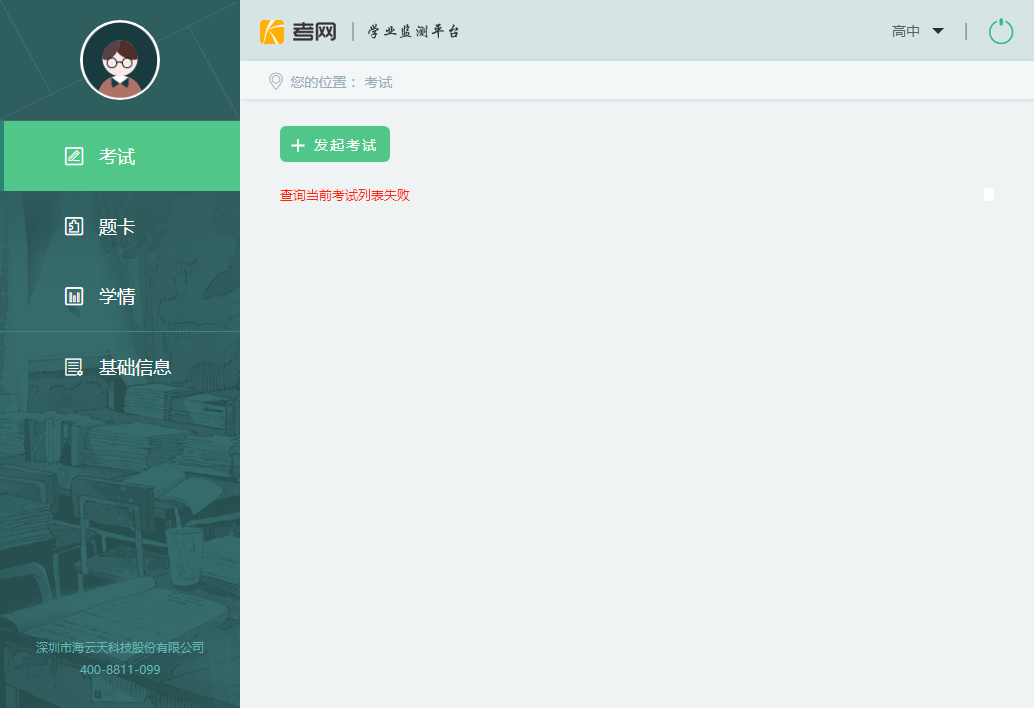 考网
学业监测平台
高中
您的位置： 考试
考试
题卡
学情
基础信息
发起考试
查询当前考试列表失败
深圳市海云天科技股份有限公司
400-8811-099